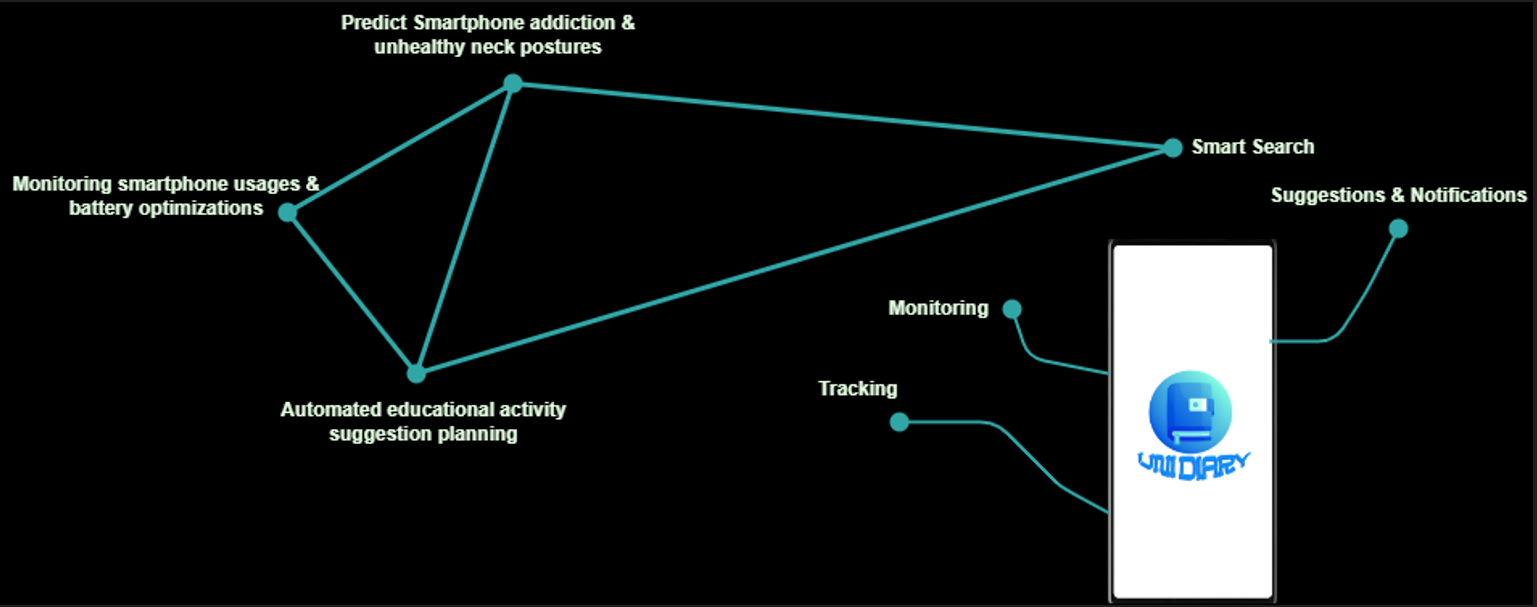 Predict Smartphone addiction &
unhealthy neck postures
Smart Search
Monitoring smartphone usages &
battery optimizations
Suggestions & Notifications
Monitoring
Tracking
Automated educational activity
suggestion planning
UNI DIARY